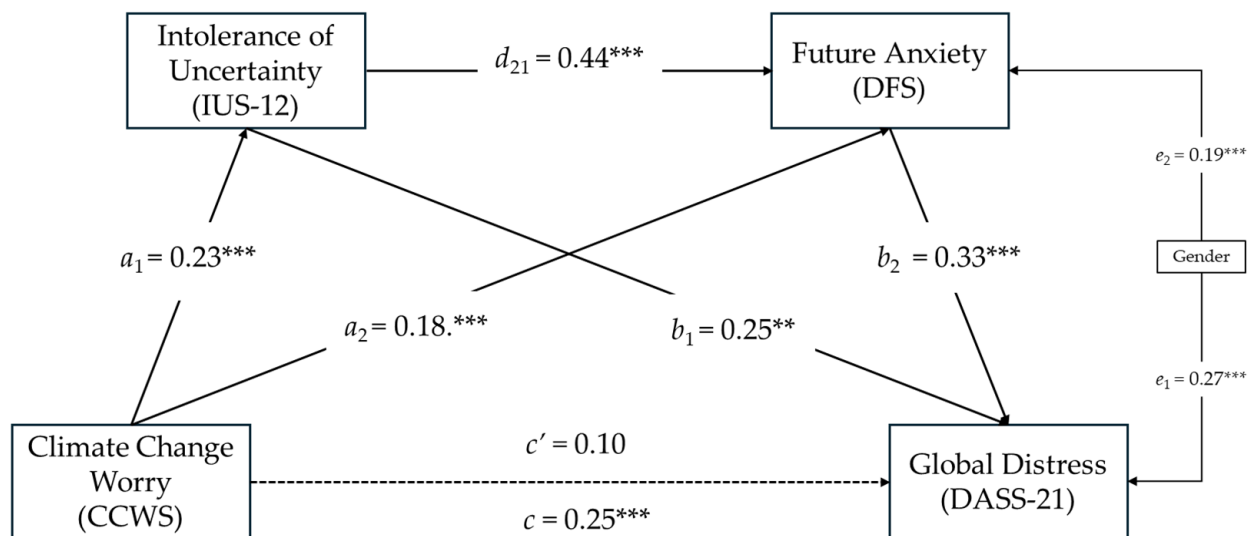 Intolerance of
Uncertainty
(IUS-12)
d21 = 0.44***
Future Anxiety
(DFS)
e2 = 0.19***
a1 = 0.23***
b2 = 0.33***
Gender
a2 = 0.18.***
b1 = 0.25**
e1 = 0.27***
Climate Change
Worry
(CCWS)
c′ = 0.10
c = 0.25***
Global Distress
(DASS-21)